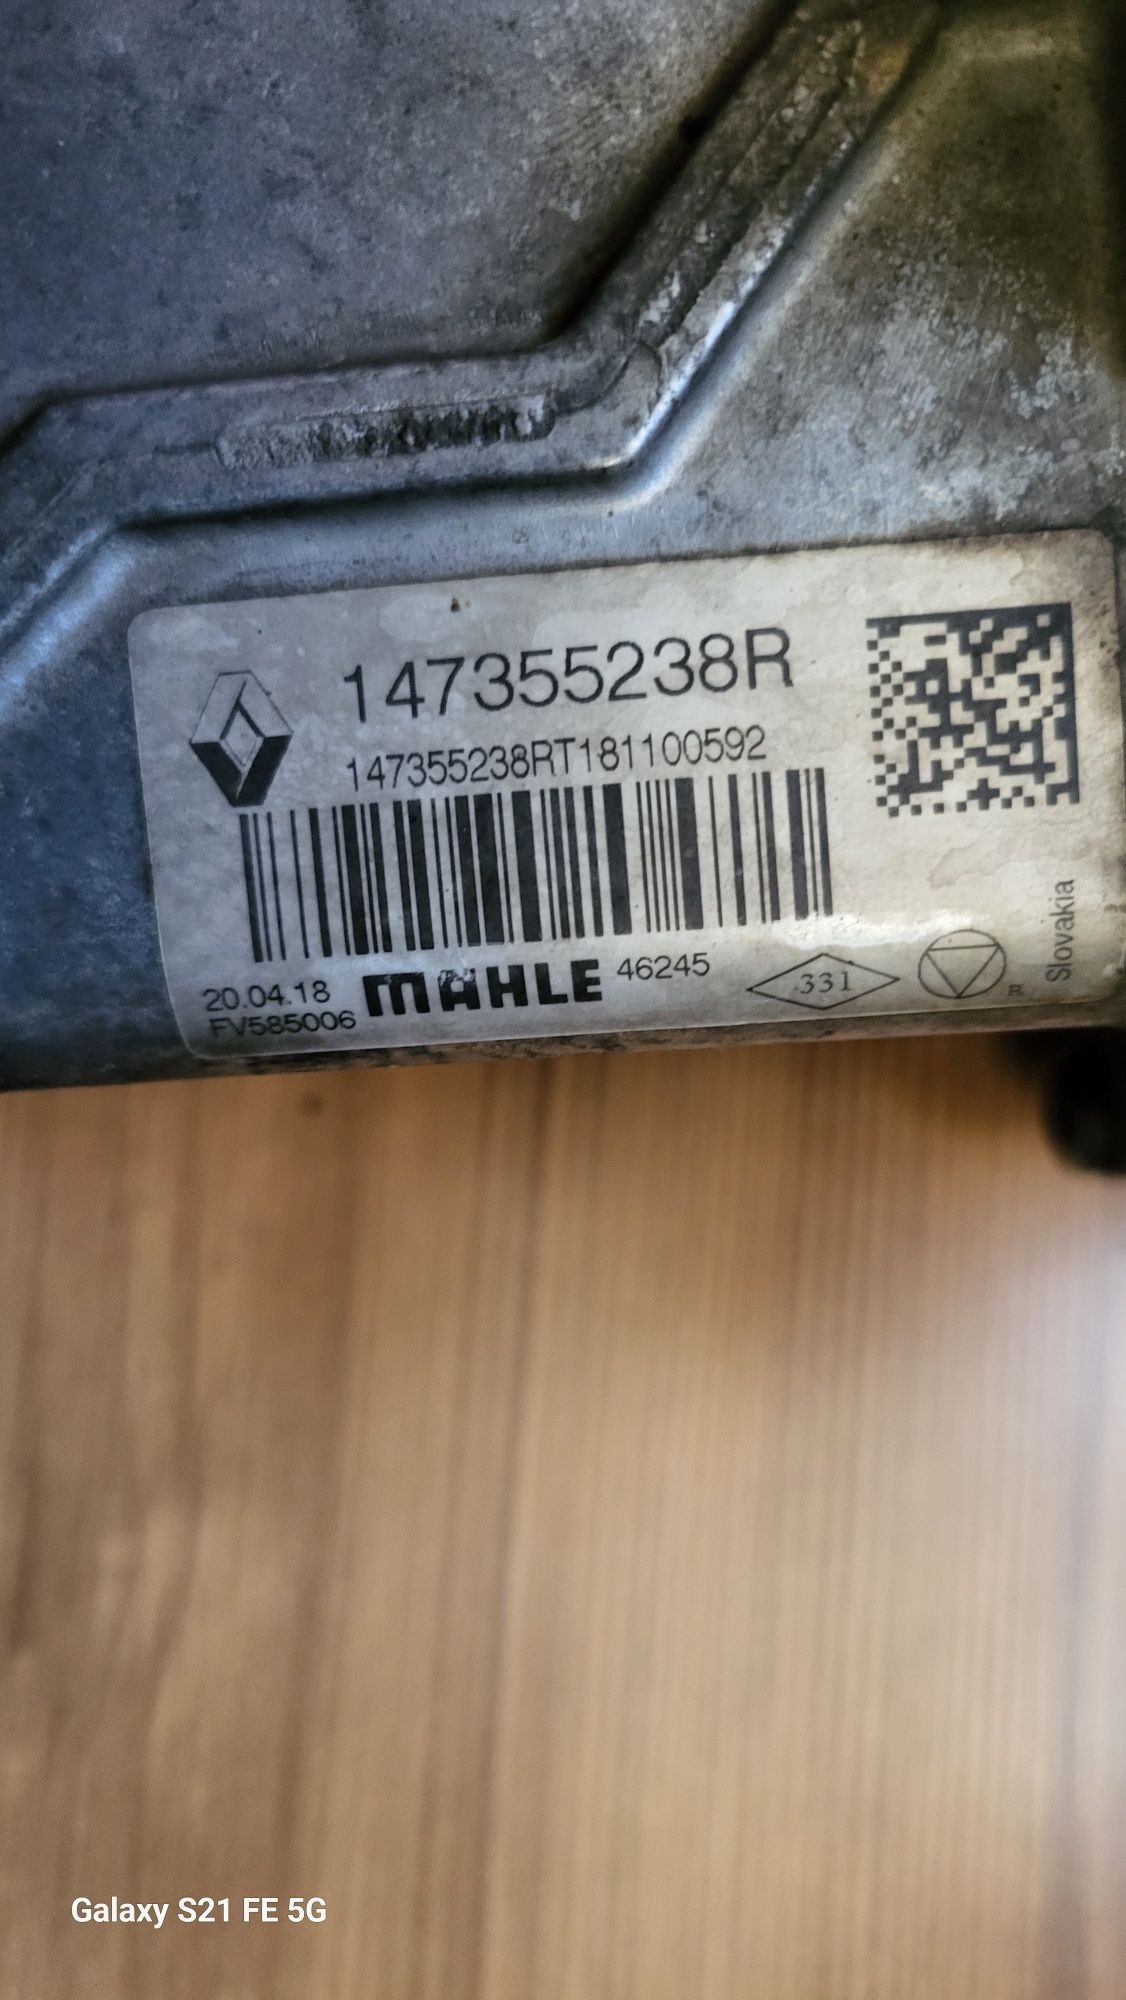 147355238R
147355238RT181100592
20.04.18
FV585006
MAHLE
46245
331
R
Slovakia
Galaxy S21 FE 5G